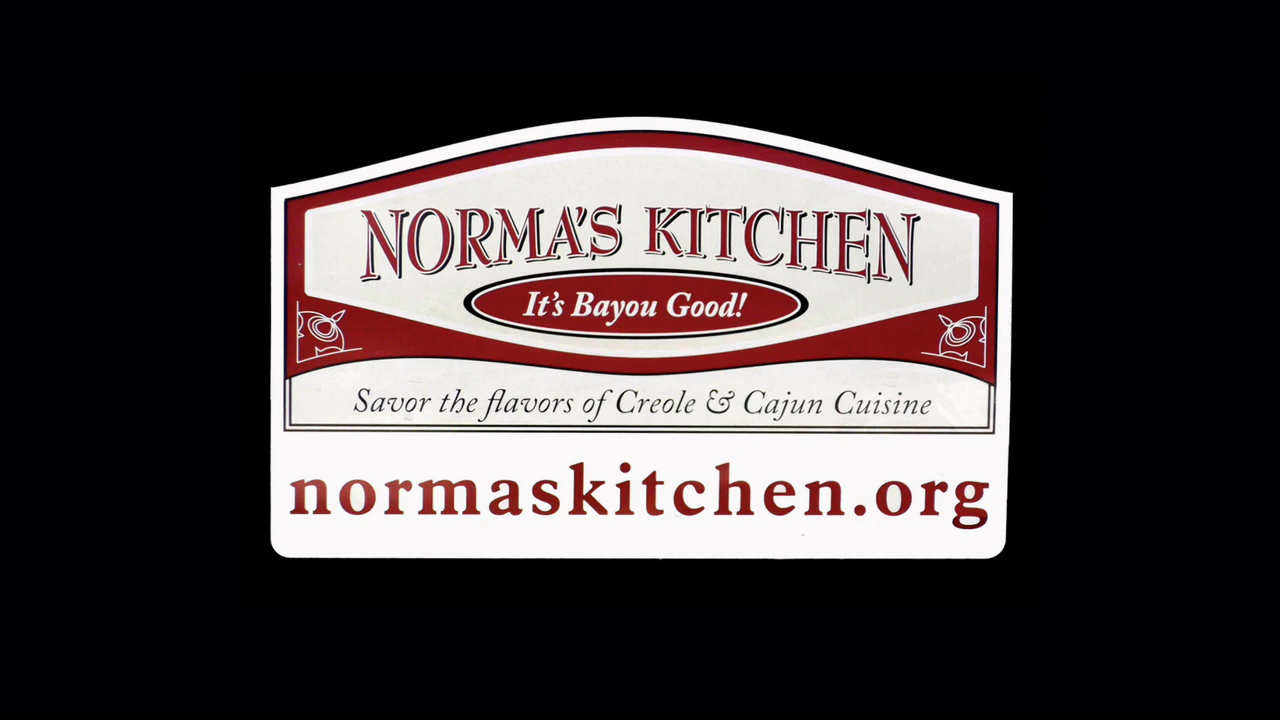 NORMA'S KITCHEN
It's Bayou Good!
Savor the flavors of Creole & Cajun Cuisine
normaskitchen.org